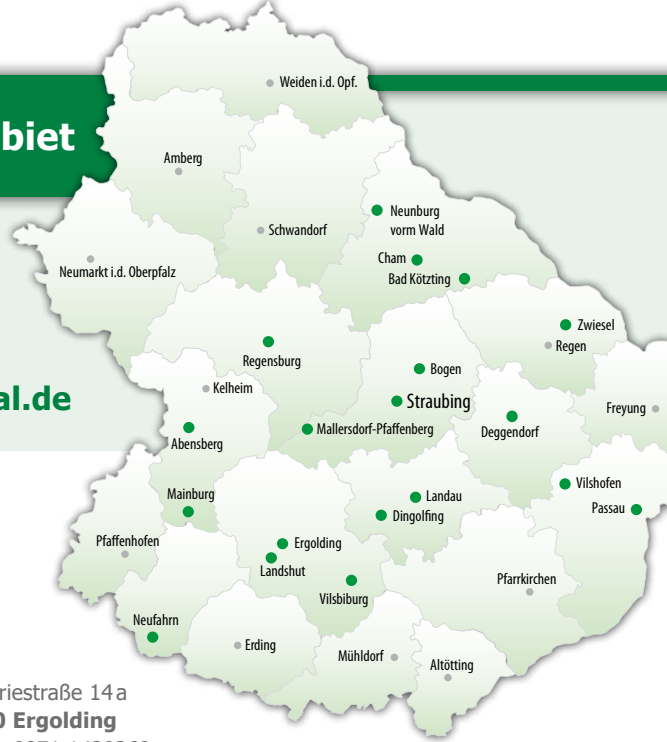 biet
Weiden i.d. Opf.
Amberg
Neunburg
vorm Wald
Schwandorf
Cham
Neumarkt i.d. Oberpfalz
Bad Kötzting
Zwiesel
Regen
Regensburg
Bogen
Kelheim
al.de
Straubing
Freyung
Mallersdorf-Pfaffenberg
Deggendorf
Abensberg
Vilshofen
Mainburg
Landau
Passau
Dingolfing
Pfaffenhofen
Ergolding
Landshut
Pfarrkirchen
Vilsbiburg
Neufahrn
Erding
Mühldorf
Altötting
riestraße 14 a
0 Ergolding